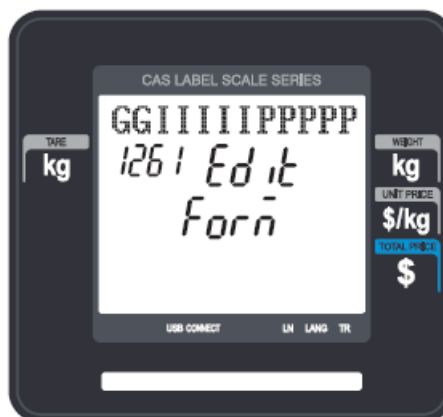 CAS LABEL SCALE SERIES
GGIIIIIPPPPP
TARE
kg
1261 Edit
Form
WEIGHT
kg
UNIT PRICE
$/kg
TOTAL PRICE
$
USB CONNECT LN LANG TR